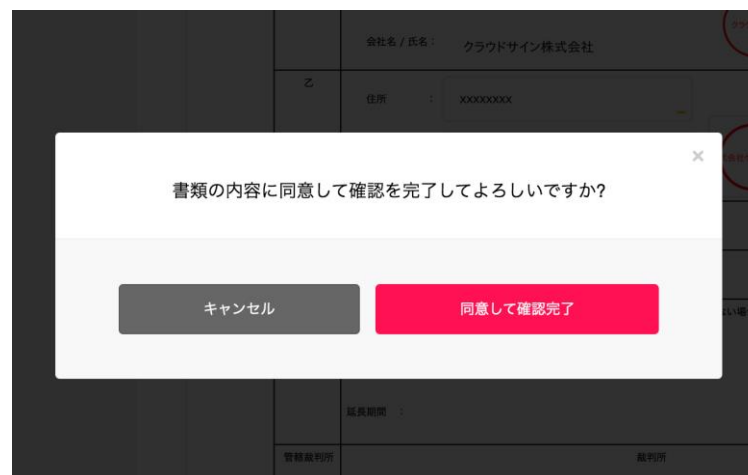 会社名 / 氏名： クラウドサイン株式会社
乙
住所 ： XXXXXXXX
×
書類の内容に同意して確認を完了してよろしいですか?
キャンセル
同意して確認完了
延長期間 ：
管轄裁判所 裁判所